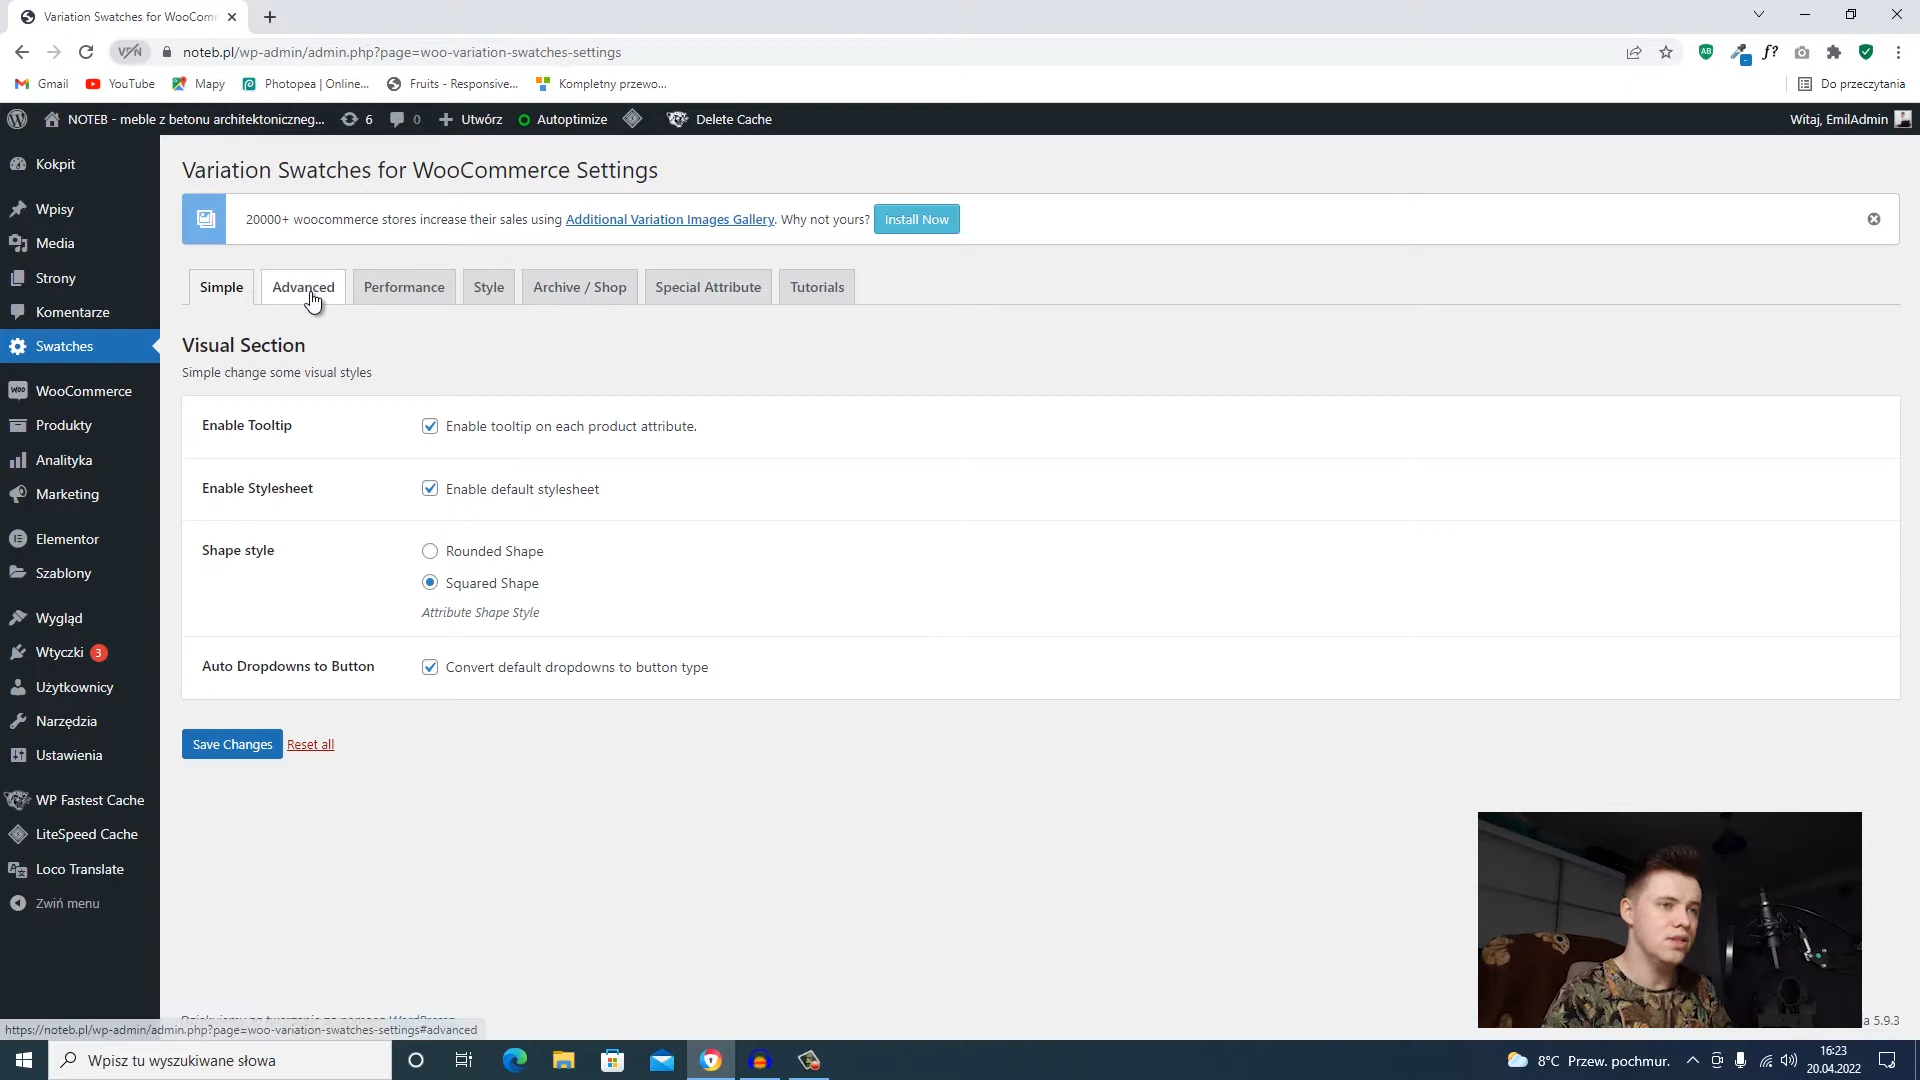 Variation Swatches for WooComm
noteb.pl/wp-admin/admin.php?page=woo-variation-swatches-settings
VPN
Gmail
YouTube
Mapy
Photopea | Online...
Fruits - Responsive...
Kompletny przewo...
Do przeczytania
NOTEB - meble z betonu architektoniczneg...
6
0
Utwórz
Autoptimize
Delete Cache
Witaj, EmilAdmin
Kokpit
Wpisy
Media
Strony
Komentarze
Swatches
WooCommerce
Produkty
Analityka
Marketing
Elementor
Szablony
Wygląd
Wtyczki 3
Użytkownicy
Narzędzia
Ustawienia
WP Fastest Cache
LiteSpeed Cache
Loco Translate
Zwiń menu
Variation Swatches for WooCommerce Settings
20000+ woocommerce stores increase their sales using Additional Variation Images Gallery. Why not yours? Install Now
Simple
Advanced
Performance
Style
Archive / Shop
Special Attribute
Tutorials
Visual Section
Simple change some visual styles
Enable Tooltip
Enable tooltip on each product attribute.
Enable Stylesheet
Enable default stylesheet
Shape style
Rounded Shape
Squared Shape
Attribute Shape Style
Auto Dropdowns to Button
Convert default dropdowns to button type
Save Changes
Reset all
a 5.9.3
https://noteb.pl/wp-admin/admin.php?page=woo-variation-swatches-settings#advanced
Wpisz tu wyszukiwane słowa
8°C Przew. pochmur.
16:23
20.04.2022